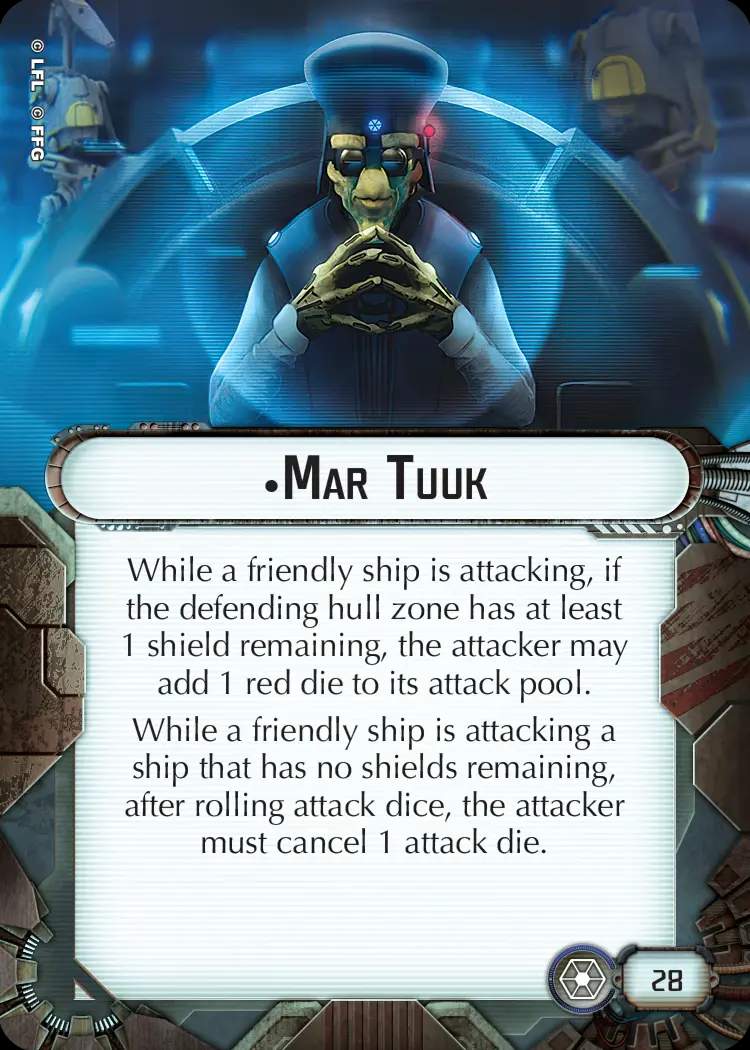 © LFL © FFG
•Mar Tuuk
While a friendly ship is attacking, if
the defending hull zone has at least
1 shield remaining, the attacker may
add 1 red die to its attack pool.
While a friendly ship is attacking a
ship that has no shields remaining,
after rolling attack dice, the attacker
must cancel 1 attack die.
28